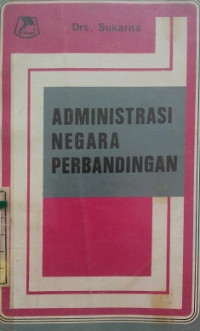 Drs. Sukarna
ADMINISTRASI
NEGARA
PERBANDINGAN